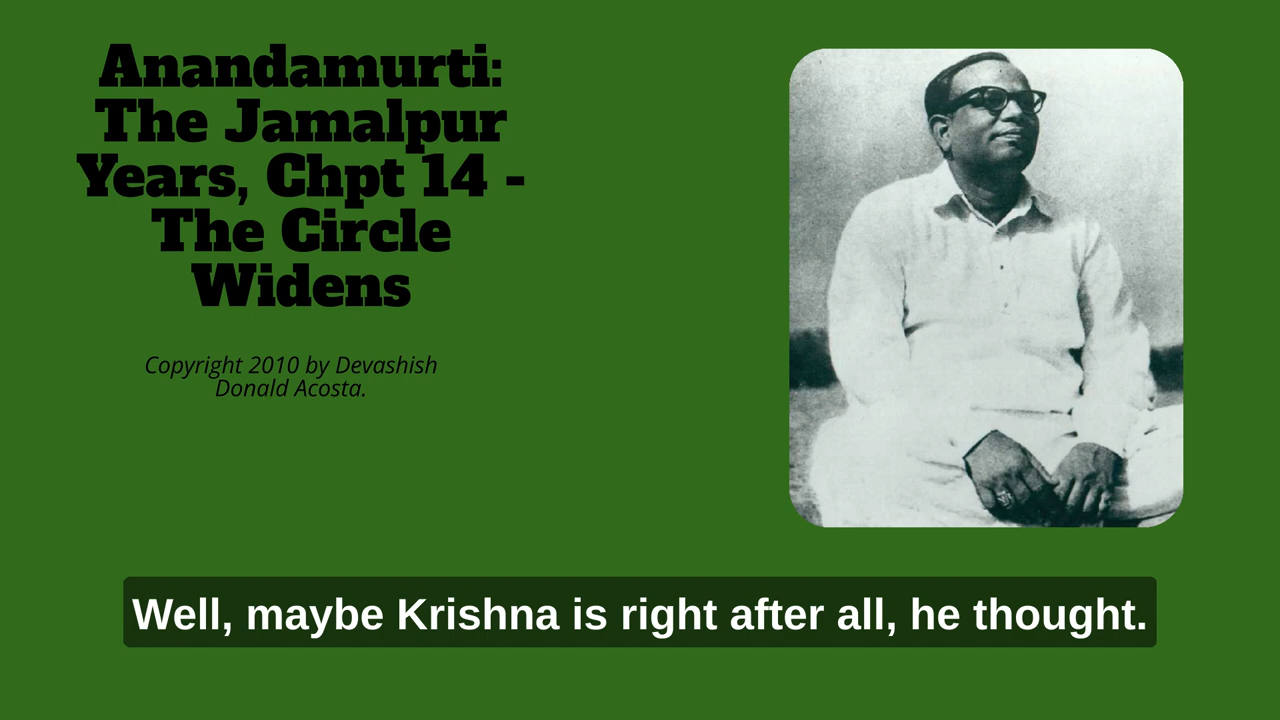 Anandamurti:
The Jamalpur
Years, Chpt 14 -
The Circle
Widens
Copyright 2010 by Devashish
Donald Acosta.
Well, maybe Krishna is right after all, he thought.